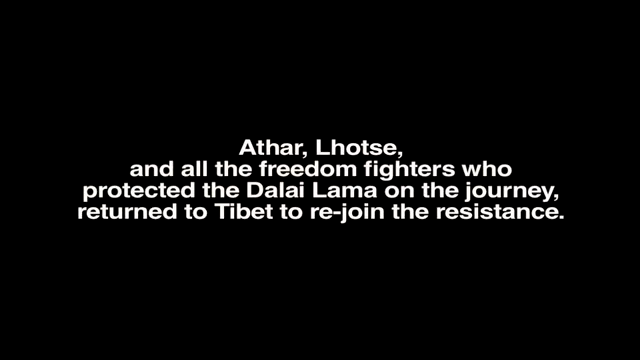 Athar, Lhotse,
and all the freedom fighters who
protected the Dalai Lama on the journey,
returned to Tibet to re-join the resistance.